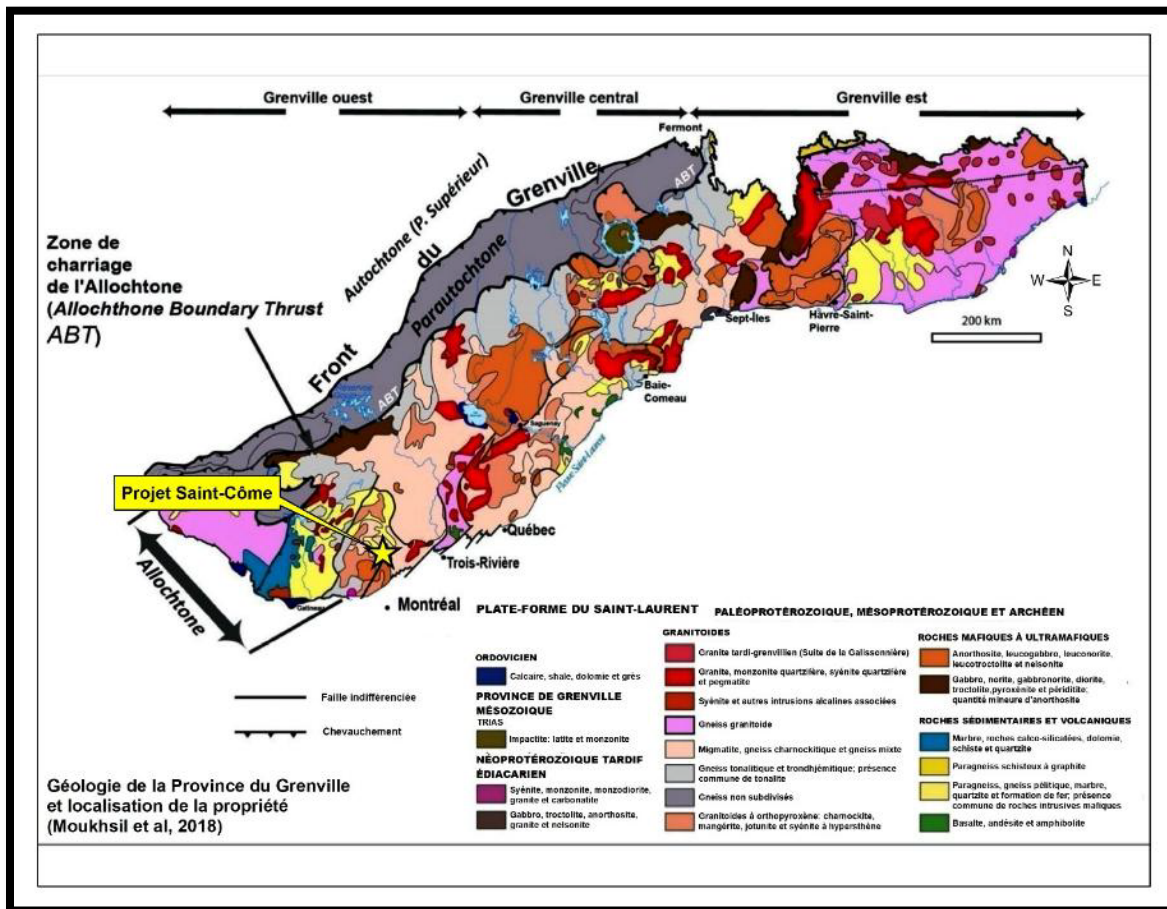 Grenville ouest
Grenville central
Grenville est
Fermont
Front du Grenville
Autochtone (P. Supérieur)
Parautochtone
ABT
ABT
Zone de
charriage
de l'Allochtone
(Allochthone Boundary Thrust
ABT)
N
W E
S
200 km
Sept-Îles
Hâvre-Saint-
Pierre
Baie-
Comeau
Saguenay
Projet Saint-Côme
Allochtone
Québec
Trois-Rivière
Gatineau
Montréal
Faille indifférenciée
Chevauchement
Géologie de la Province du Grenville
et localisation de la propriété
(Moukhsil et al, 2018)
PLATE-FORME DU SAINT-LAURENT
ORDOVICIEN
Calcaire, shale, dolomie et grès
PROVINCE DE GRENVILLE
MÉSOZOIQUE
TRIAS
Impactite: latite et monzonite
NÉOPROTÉROZOIQUE TARDIF
ÉDIACARIEN
Syénite, monzonite, monzodiorite,
granite et carbonatite
Gabbro, troctolite, anorthosite,
granite et nelsonite
PALÉOPROTÉROZOIQUE, MÉSOPROTÉROZOIQUE ET ARCHÉEN
GRANITOIDES
Granite tardi-grenvillien (Suite de la Galissonnière)
Granite, monzonite quartzifère, syénite quartzifère
et pegmatite
Syénite et autres intrusions alcalines associées
Gneiss granitoïde
Migmatite, gneiss charnockitique et gneiss mixte
Gneiss tonalitique et trondhjémitique; présence
commune de tonalite
Gneiss non subdivisés
Granitoïdes à orthopyroxène: charnockite,
mangérite, jotunite et syénite à hypersthène
ROCHES MAFIQUES À ULTRAMAFIQUES
Anorthosite, leucogabbro, leuconorite,
leucotroctolite et nelsonite
Gabbro, norite, gabbronorite, diorite,
troctolite,pyroxénite et périditite;
quantité mineure d'anorthosite
ROCHES SÉDIMENTAIRES ET VOLCANIQUES
Marbre, roches calco-silicatées, dolomie,
schiste et quartzite
Paragneiss schisteux à graphite
Paragneiss, gneiss pélitique, marbre,
quartzite et formation de fer; présence
commune de roches intrusives mafiques
Basalte, andésite et amphibolite